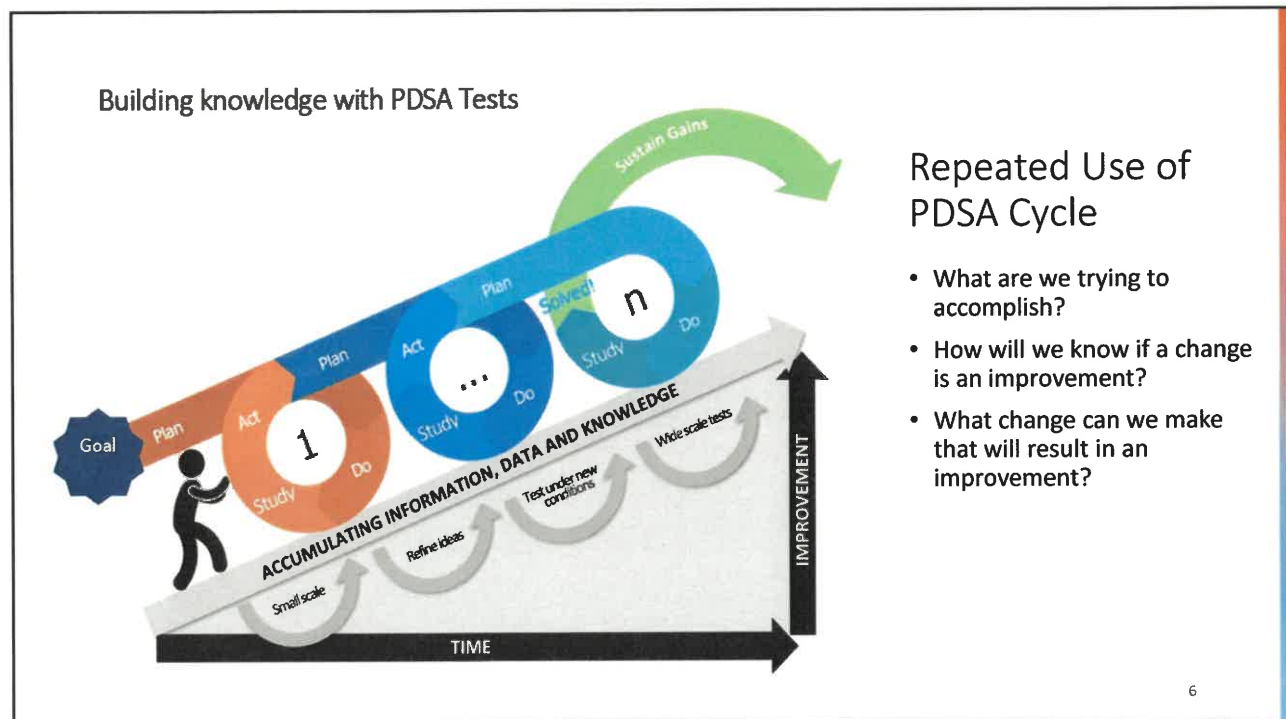 Building knowledge with PDSA Tests
Sustain Gains
Plan
Solved!
n
Do
Study
Plan
Act
...
Do
Study
Goal
Plan
Act
1
Do
Study
ACCUMULATING INFORMATION, DATA AND KNOWLEDGE
Small scale
Refine ideas
Test under new
conditions
Wide scale tests
IMPROVEMENT
TIME
Repeated Use of
PDSA Cycle
• What are we trying to
accomplish?
• How will we know if a change
is an improvement?
• What change can we make
that will result in an
improvement?
6